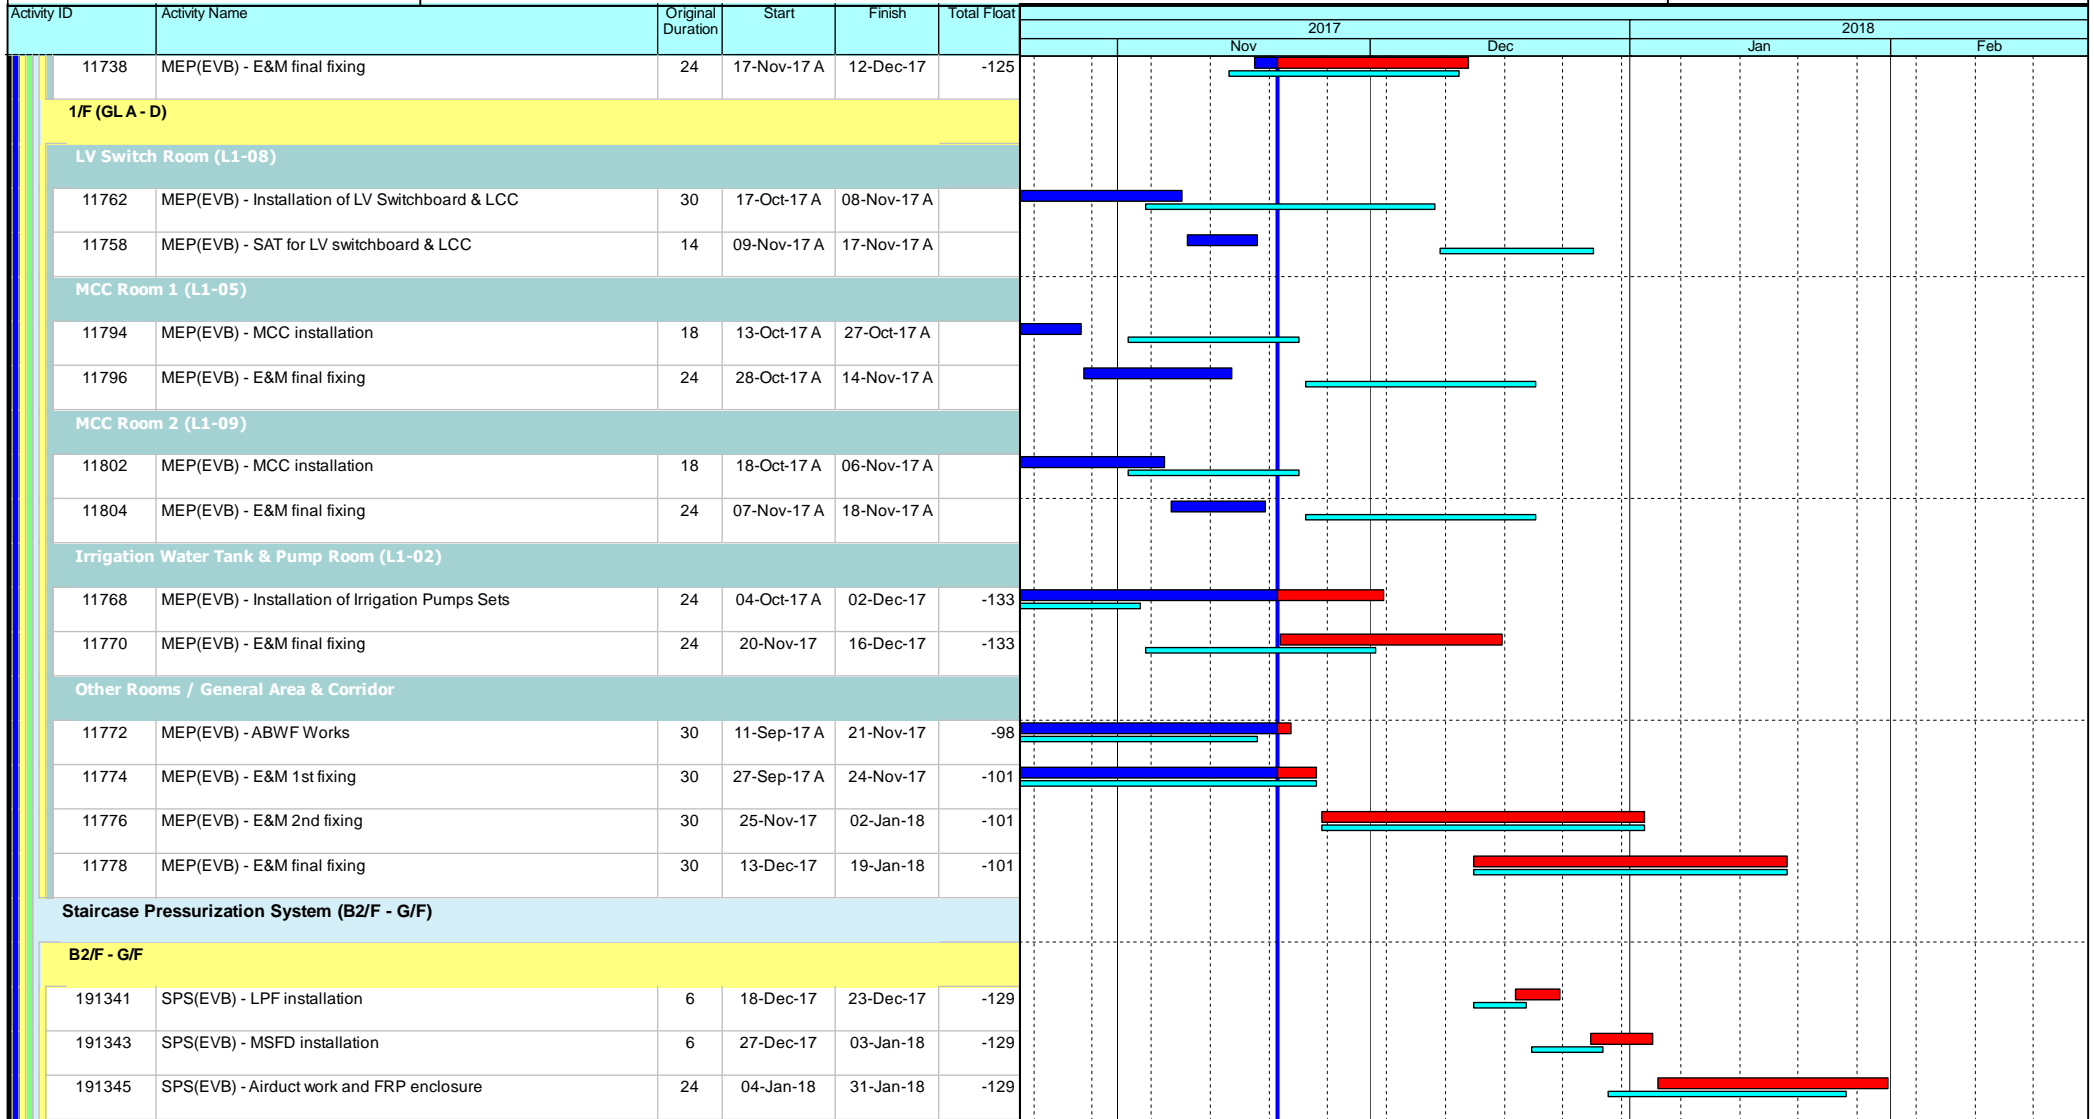 Activity ID Activity Name Original Duration Start Finish Total Float
2017 2018
Nov Dec Jan Feb
11738 MEP(EVB) - E&M final fixing 24 17-Nov-17 A 12-Dec-17 -125
1/F (GL A - D)
LV Switch Room (L1-08)
11762 MEP(EVB) - Installation of LV Switchboard & LCC 30 17-Oct-17 A 08-Nov-17 A
11758 MEP(EVB) - SAT for LV switchboard & LCC 14 09-Nov-17 A 17-Nov-17 A
MCC Room 1 (L1-05)
11794 MEP(EVB) - MCC installation 18 13-Oct-17 A 27-Oct-17 A
11796 MEP(EVB) - E&M final fixing 24 28-Oct-17 A 14-Nov-17 A
MCC Room 2 (L1-09)
11802 MEP(EVB) - MCC installation 18 18-Oct-17 A 06-Nov-17 A
11804 MEP(EVB) - E&M final fixing 24 07-Nov-17 A 18-Nov-17 A
Irrigation Water Tank & Pump Room (L1-02)
11768 MEP(EVB) - Installation of Irrigation Pumps Sets 24 04-Oct-17 A 02-Dec-17 -133
11770 MEP(EVB) - E&M final fixing 24 20-Nov-17 16-Dec-17 -133
Other Rooms / General Area & Corridor
11772 MEP(EVB) - ABWF Works 30 11-Sep-17 A 21-Nov-17 -98
11774 MEP(EVB) - E&M 1st fixing 30 27-Sep-17 A 24-Nov-17 -101
11776 MEP(EVB) - E&M 2nd fixing 30 25-Nov-17 02-Jan-18 -101
11778 MEP(EVB) - E&M final fixing 30 13-Dec-17 19-Jan-18 -101
Staircase Pressurization System (B2/F - G/F)
B2/F - G/F
191341 SPS(EVB) - LPF installation 6 18-Dec-17 23-Dec-17 -129
191343 SPS(EVB) - MSFD installation 6 27-Dec-17 03-Jan-18 -129
191345 SPS(EVB) - Airduct work and FRP enclosure 24 04-Jan-18 31-Jan-18 -129